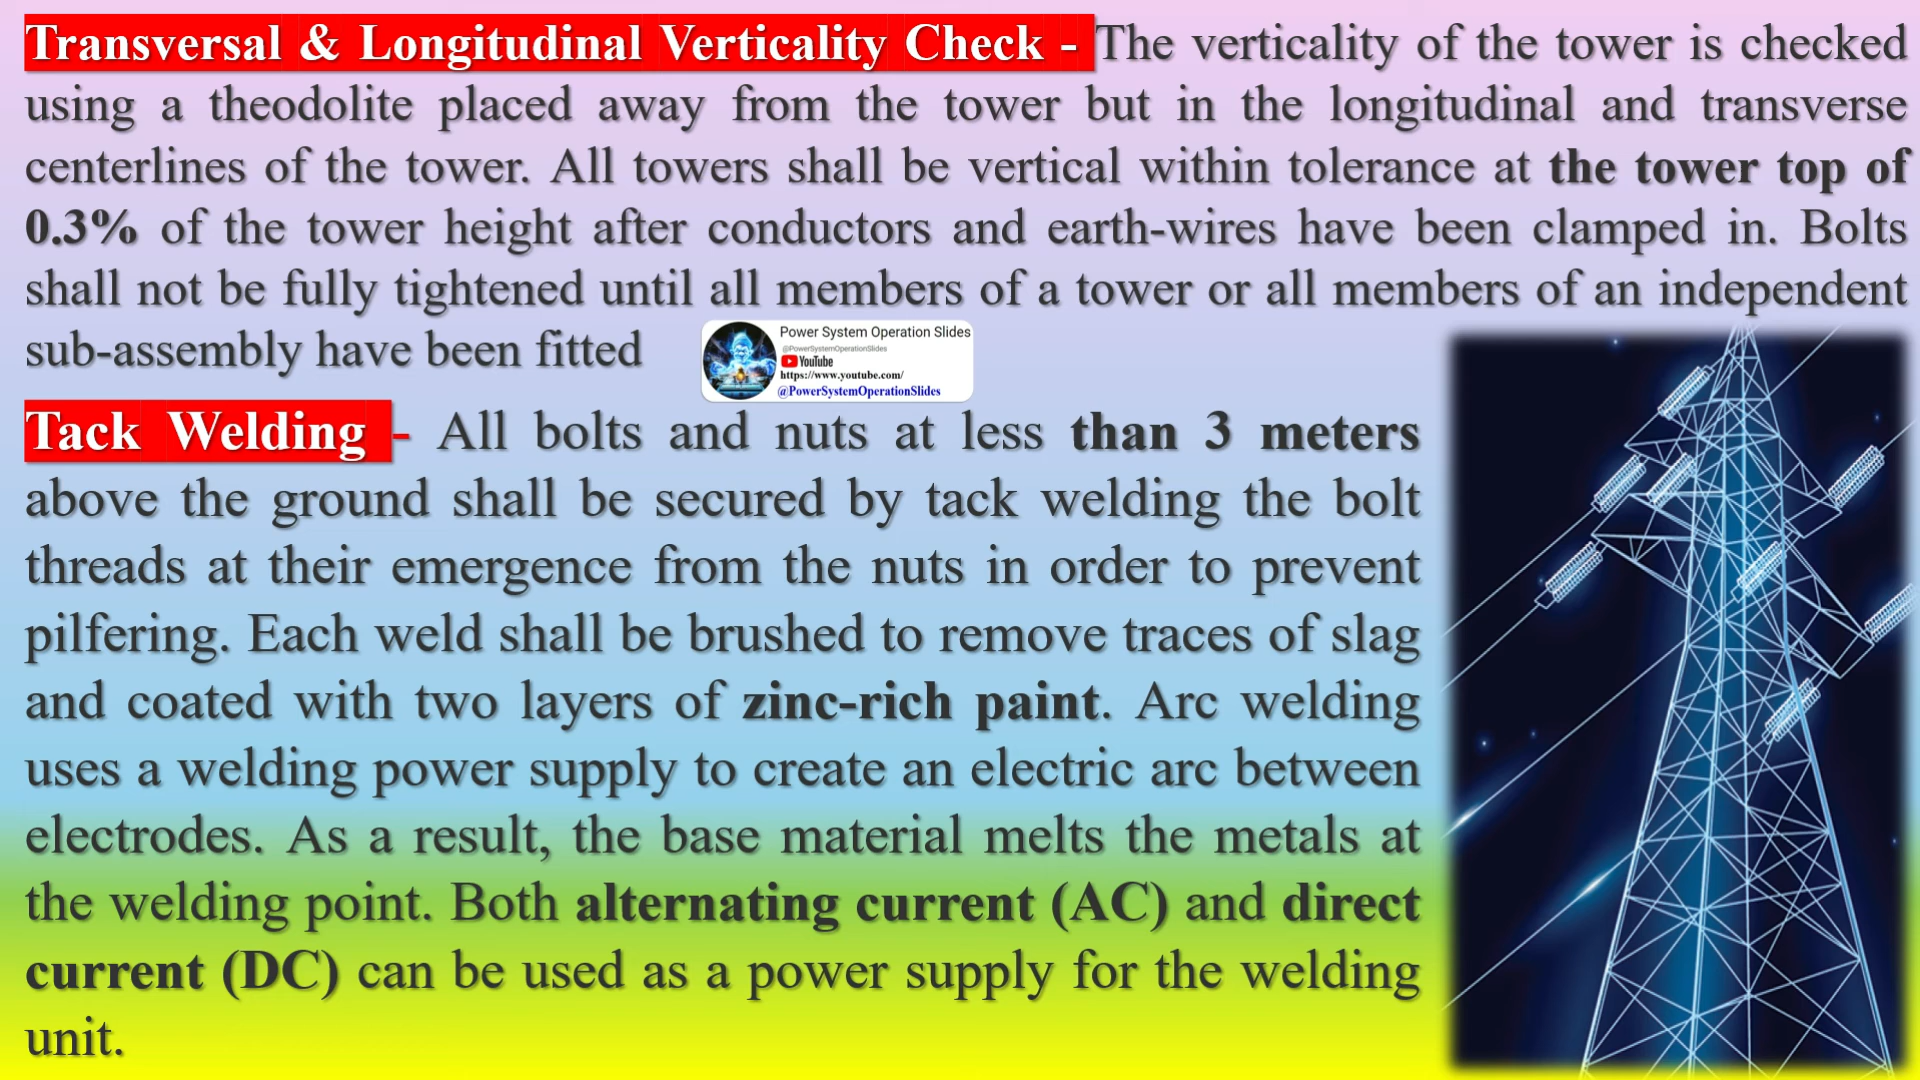 Transversal & Longitudinal Verticality Check - The verticality of the tower is checked
using a theodolite placed away from the tower but in the longitudinal and transverse
centerlines of the tower. All towers shall be vertical within tolerance at the tower top of
0.3% of the tower height after conductors and earth-wires have been clamped in. Bolts
shall not be fully tightened until all members of a tower or all members of an independent
sub-assembly have been fitted
Power System Operation Slides
@PowerSystemOperationSlides
YouTube
https://www.youtube.com/
@PowerSystemOperationSlides
Tack Welding - All bolts and nuts at less than 3 meters
above the ground shall be secured by tack welding the bolt
threads at their emergence from the nuts in order to prevent
pilfering. Each weld shall be brushed to remove traces of slag
and coated with two layers of zinc-rich paint. Arc welding
uses a welding power supply to create an electric arc between
electrodes. As a result, the base material melts the metals at
the welding point. Both alternating current (AC) and direct
current (DC) can be used as a power supply for the welding
unit.